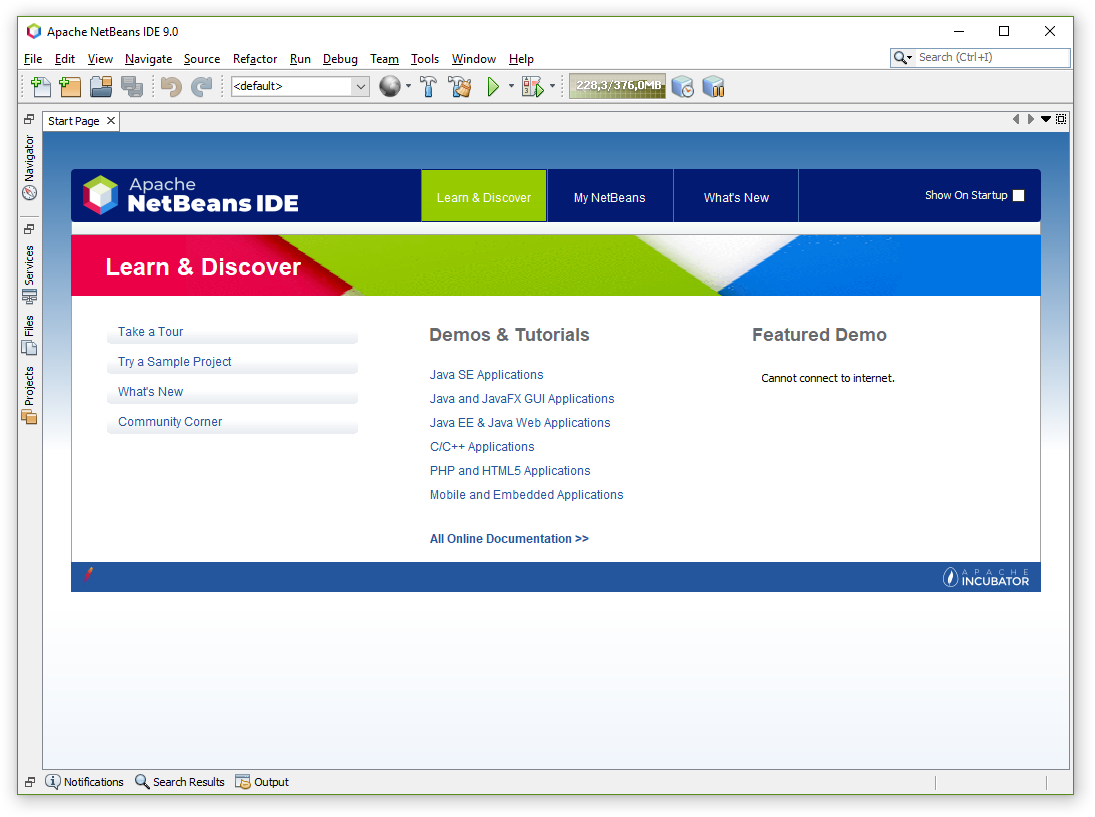 Apache NetBeans IDE 9.0
File Edit View Navigate Source Refactor Run Debug Team Tools Window Help
Search (Ctrl+I)
<default>
228,3/376,0MB
Start Page
Navigator
Services
Files
Projects
Apache
NetBeans IDE
Learn & Discover
My NetBeans
What's New
Show On Startup
Learn & Discover
Take a Tour
Try a Sample Project
What's New
Community Corner
Demos & Tutorials
Java SE Applications
Java and JavaFX GUI Applications
Java EE & Java Web Applications
C/C++ Applications
PHP and HTML5 Applications
Mobile and Embedded Applications
All Online Documentation >>
Featured Demo
Cannot connect to internet.
APACHE
INCUBATOR
Notifications Search Results Output